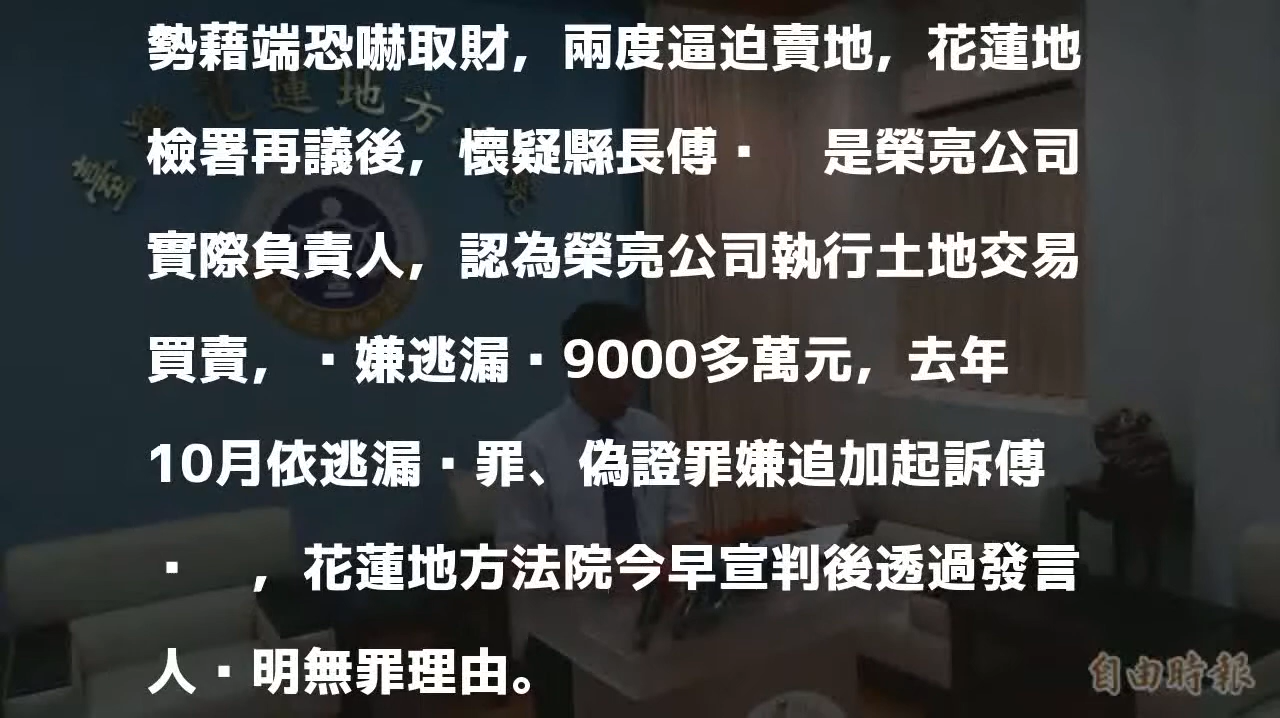 勢藉端恐嚇取財，兩度逼迫賣地，花蓮地
檢署再議後，懷疑縣長傅▪　是榮亮公司
實際負責人，認為榮亮公司執行土地交易
買賣，▪嫌逃漏▪9000多萬元，去年
10月依逃漏▪罪、偽證罪嫌追加起訴傅
▪　，花蓮地方法院今早宣判後透過發言
人▪明無罪理由。
花蓮地方
自由時報